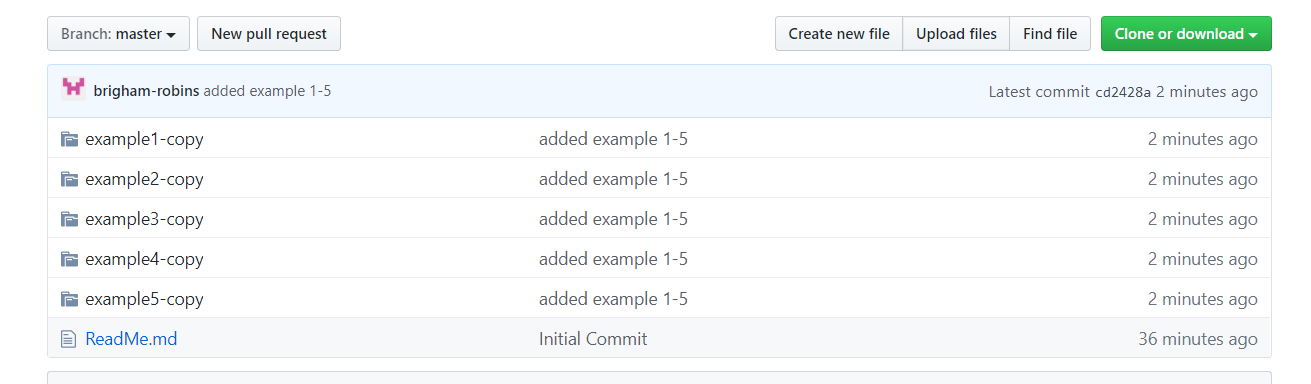 Branch: master New pull request Create new file Upload files Find file Clone or download
brigham-robins added example 1-5 Latest commit cd2428a 2 minutes ago
example1-copy added example 1-5 2 minutes ago
example2-copy added example 1-5 2 minutes ago
example3-copy added example 1-5 2 minutes ago
example4-copy added example 1-5 2 minutes ago
example5-copy added example 1-5 2 minutes ago
ReadMe.md Initial Commit 36 minutes ago